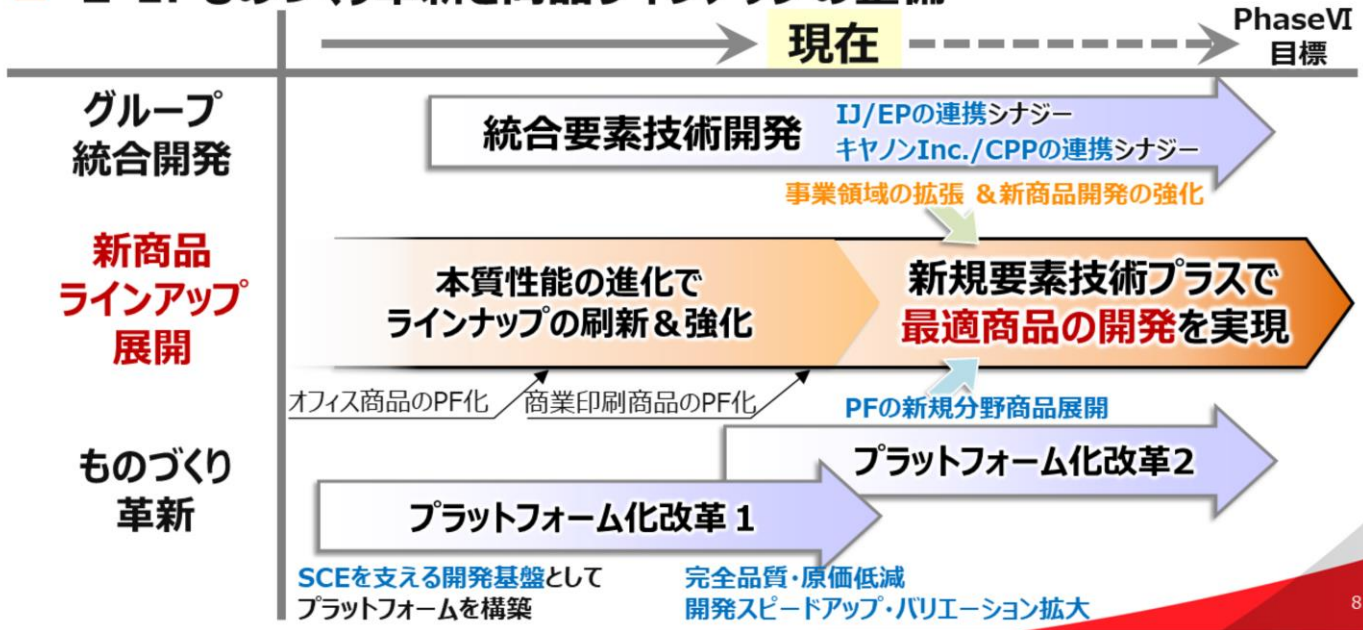 PhaseⅥ
目標
現在
グループ
統合開発
統合要素技術開発
IJ/EPの連携シナジー
キヤノンInc./CPPの連携シナジー
事業領域の拡張 &新商品開発の強化
新商品
ラインアップ
展開
本質性能の進化で
ラインナップの刷新&強化
新規要素技術プラスで
最適商品の開発を実現
オフィス商品のPF化
商業印刷商品のPF化
PFの新規分野商品展開
ものづくり
革新
プラットフォーム化改革2
プラットフォーム化改革1
SCEを支える開発基盤として
プラットフォームを構築
完全品質・原価低減
開発スピードアップ・バリエーション拡大
8